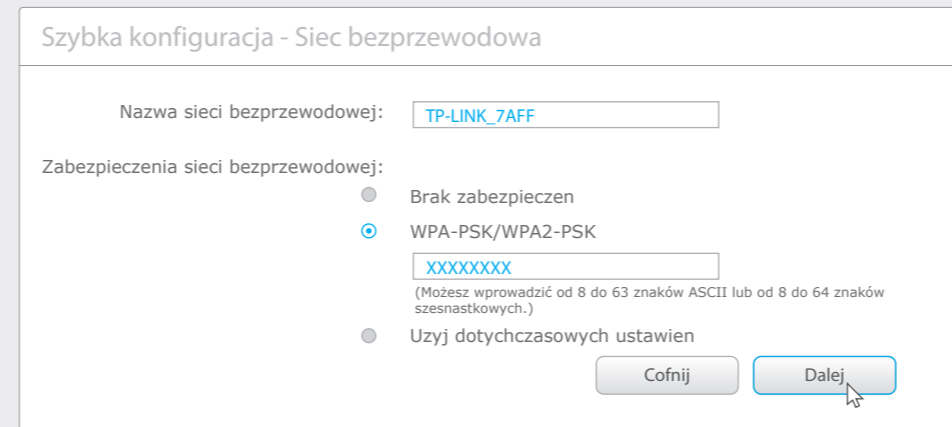 Szybka konfiguracja - Siec bezprzewodowa
Nazwa sieci bezprzewodowej:
TP-LINK_7AFF
Zabezpieczenia sieci bezprzewodowej:
Brak zabezpieczen
WPA-PSK/WPA2-PSK
XXXXXXXX
(Możesz wprowadzić od 8 do 63 znaków ASCII lub od 8 do 64 znaków
szesnastkowych.)
Uzyj dotychczasowych ustawien
Cofnij
Dalej